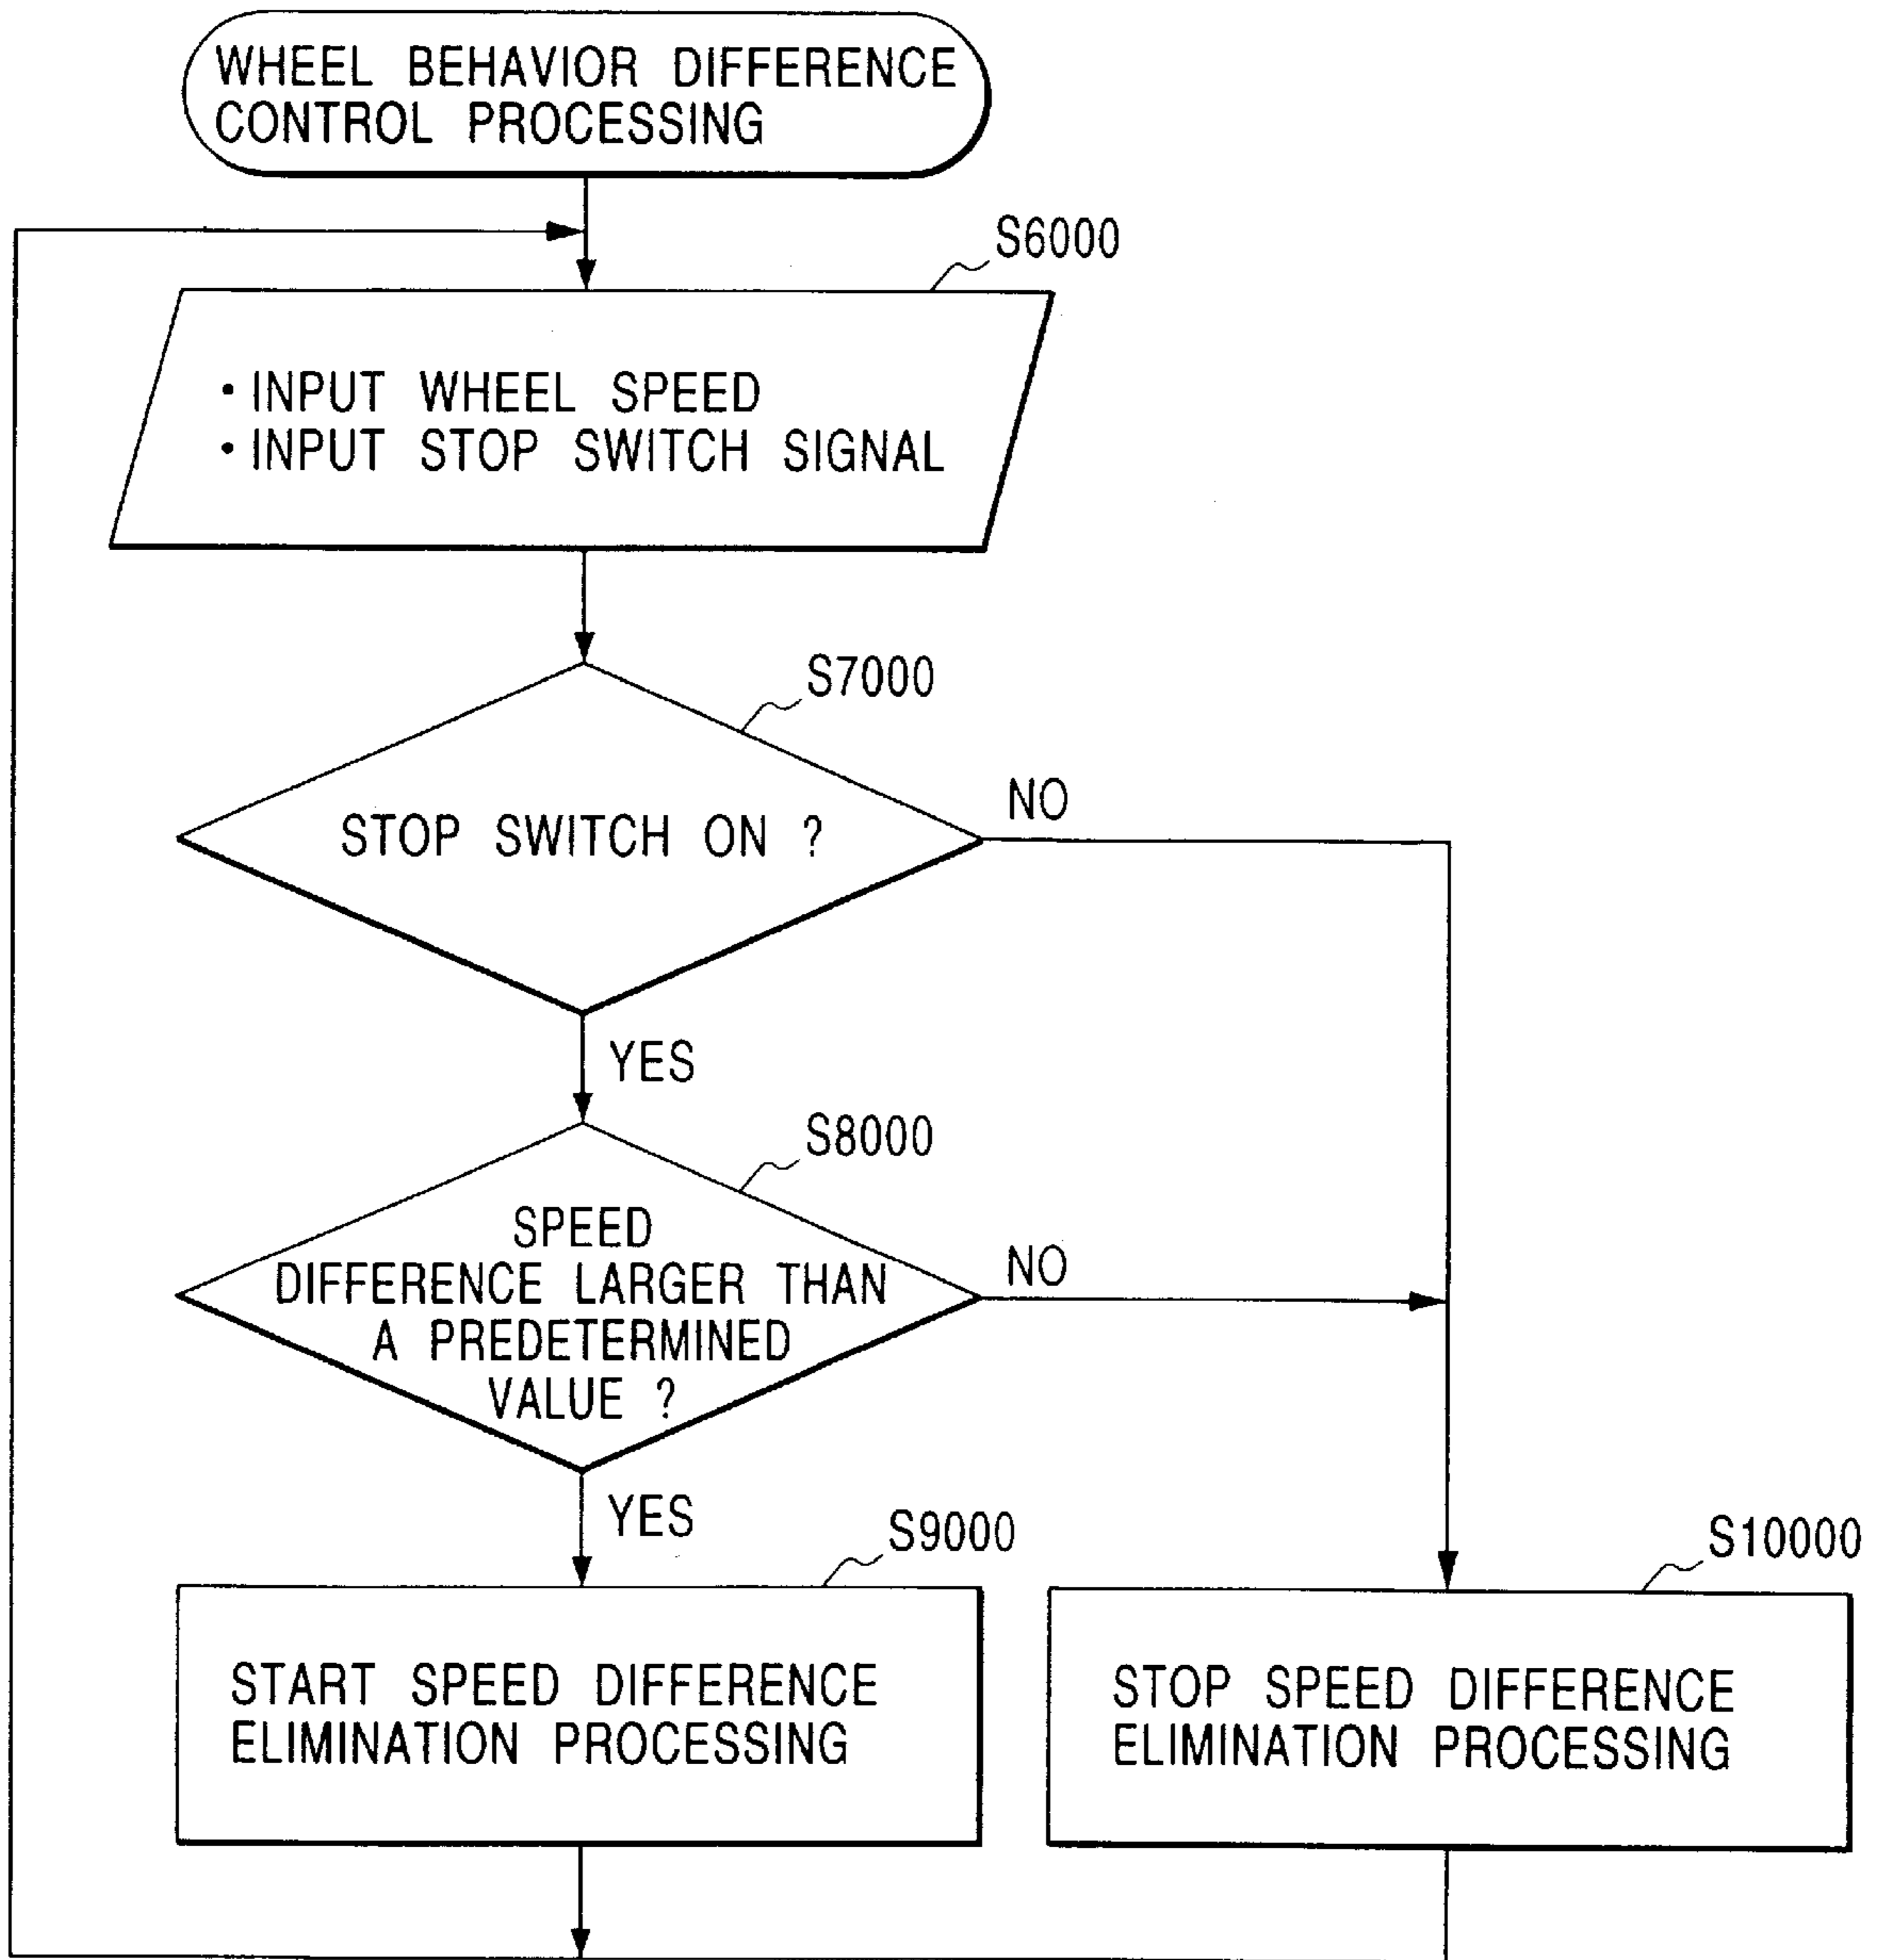 WHEEL BEHAVIOR DIFFERENCE
CONTROL PROCESSING
S6000
• INPUT WHEEL SPEED
• INPUT STOP SWITCH SIGNAL
S7000
STOP SWITCH ON ?
NO
YES
S8000
SPEED
DIFFERENCE LARGER THAN
A PREDETERMINED
VALUE ?
NO
YES
S9000
START SPEED DIFFERENCE
ELIMINATION PROCESSING
S10000
STOP SPEED DIFFERENCE
ELIMINATION PROCESSING